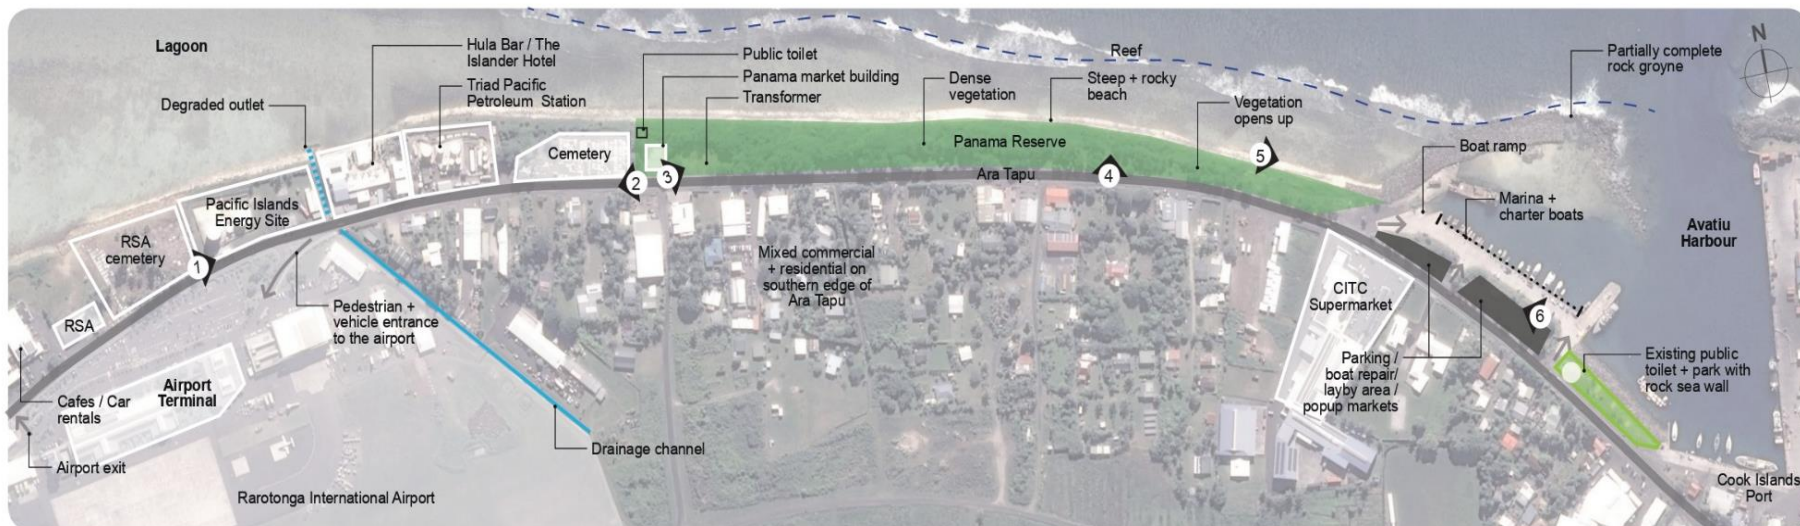 Lagoon
Hula Bar / The
Islander Hotel
Triad Pacific
Petroleum Station
Degraded outlet
Public toilet
Panama market building
Transformer
Dense
vegetation
Reef
Steep + rocky
beach
Vegetation
opens up
Partially complete
rock groyne
N
Boat ramp
Marina +
charter boats
Avatiu
Harbour
Cemetery
Panama Reserve
Ara Tapu
Pacific Islands
Energy Site
RSA
cemetery
RSA
1
2
3
4
5
6
Mixed commercial
+ residential on
southern edge of
Ara Tapu
Pedestrian +
vehicle entrance
to the airport
CITC
Supermarket
Parking /
boat repair/
layby area /
popup markets
Existing public
toilet + park with
rock sea wall
Airport
Terminal
Cafes / Car
rentals
Airport exit
Drainage channel
Rarotonga International Airport
Cook Islands
Port